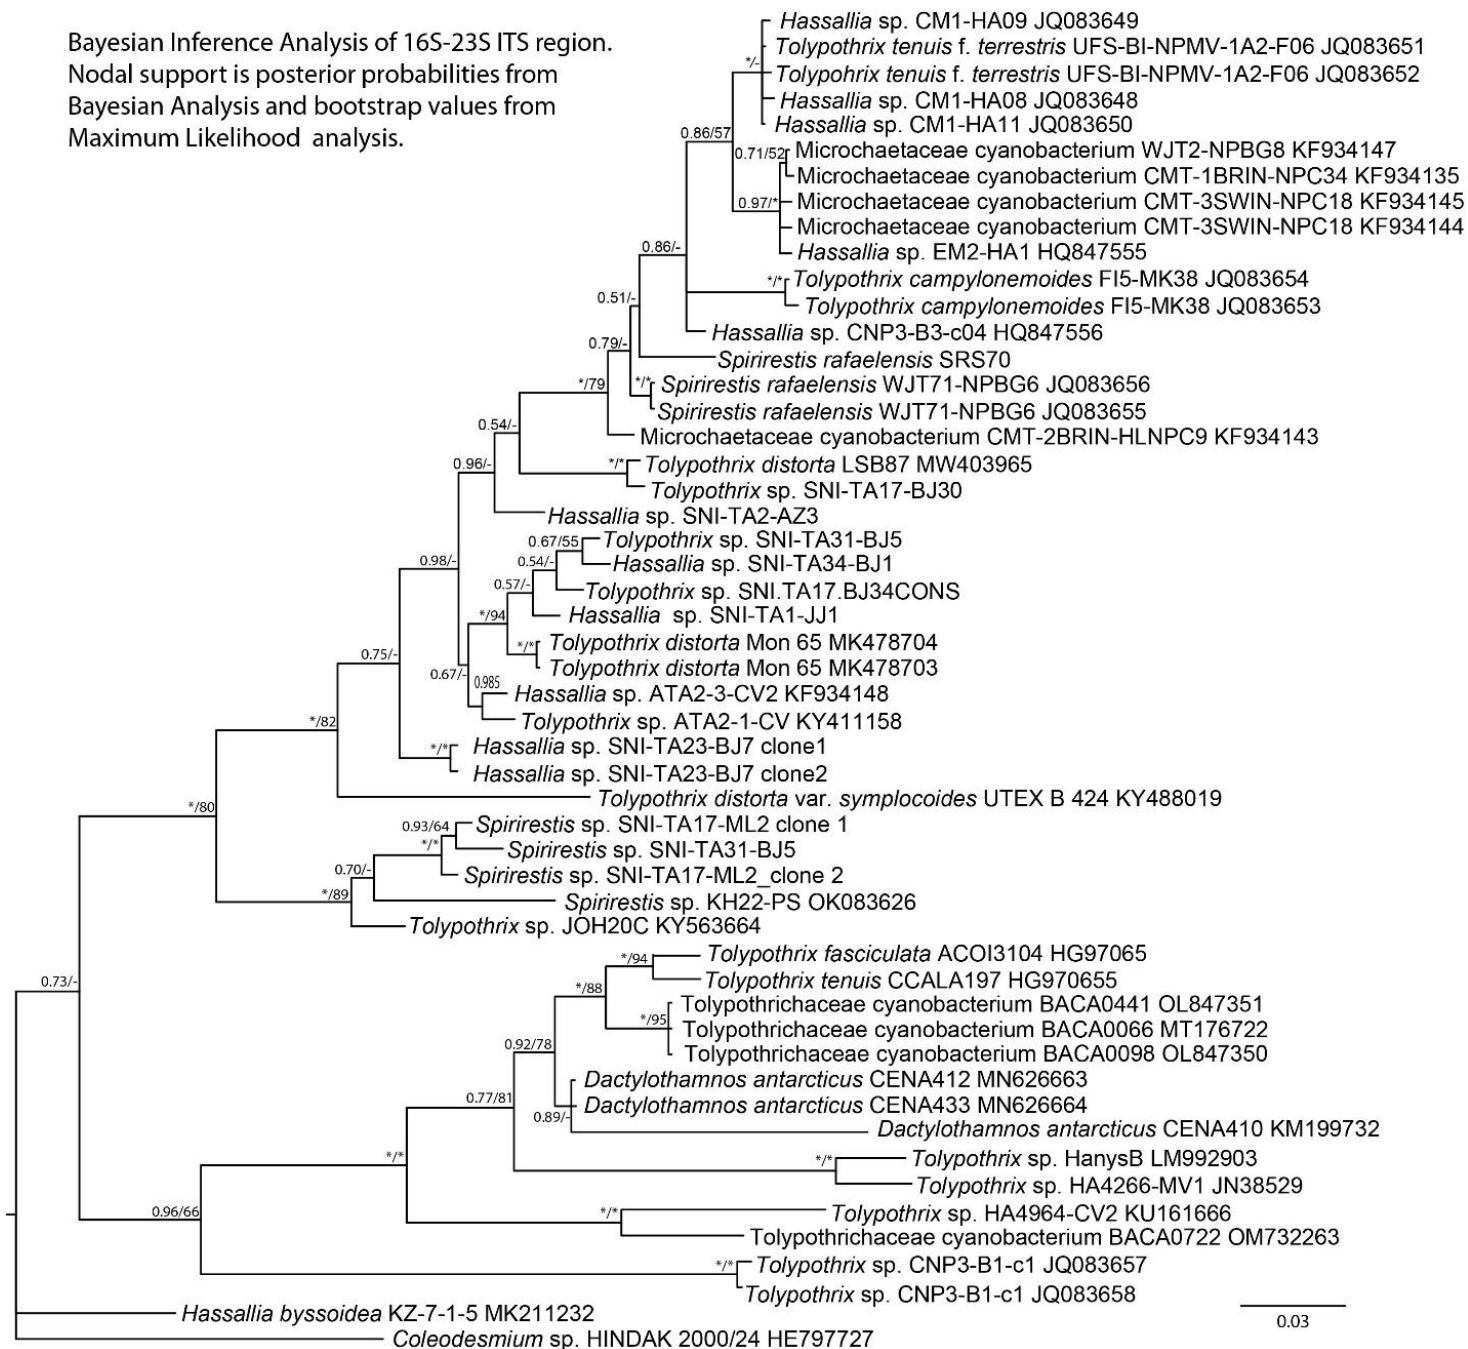 Bayesian Inference Analysis of 16S-23S ITS region.
Nodal support is posterior probabilities from
Bayesian Analysis and bootstrap values from
Maximum Likelihood analysis.
Hassallia sp. CM1-HA09 JQ083649
Tolypothrix tenuis f. terrestris UFS-BI-NPMV-1A2-F06 JQ083651
*/-
Tolypohrix tenuis f. terrestris UFS-BI-NPMV-1A2-F06 JQ083652
Hassallia sp. CM1-HA08 JQ083648
Hassallia sp. CM1-HA11 JQ083650
0.86/57
0.71/52
Microchaetaceae cyanobacterium WJT2-NPBG8 KF934147
Microchaetaceae cyanobacterium CMT-1BRIN-NPC34 KF934135
0.97/*
Microchaetaceae cyanobacterium CMT-3SWIN-NPC18 KF934145
Microchaetaceae cyanobacterium CMT-3SWIN-NPC18 KF934144
0.86/-
Hassallia sp. EM2-HA1 HQ847555
*/*
Tolypothrix campylonemoides FI5-MK38 JQ083654
0.51/-
Tolypothrix campylonemoides FI5-MK38 JQ083653
Hassallia sp. CNP3-B3-c04 HQ847556
0.79/-
Spirirestis rafaelensis SRS70
*/79
*/*
Spirirestis rafaelensis WJT71-NPBG6 JQ083656
Spirirestis rafaelensis WJT71-NPBG6 JQ083655
0.54/-
Microchaetaceae cyanobacterium CMT-2BRIN-HLNPC9 KF934143
0.96/-
*/*
Tolypothrix distorta LSB87 MW403965
Tolypothrix sp. SNI-TA17-BJ30
Hassallia sp. SNI-TA2-AZ3
0.67/55
Tolypothrix sp. SNI-TA31-BJ5
0.98/-
0.54/-
Hassallia sp. SNI-TA34-BJ1
0.57/-
Tolypothrix sp. SNI.TA17.BJ34CONS
*/94
Hassallia sp. SNI-TA1-JJ1
*/*
Tolypothrix distorta Mon 65 MK478704
0.75/-
Tolypothrix distorta Mon 65 MK478703
0.67/-
0.985
Hassallia sp. ATA2-3-CV2 KF934148
*/82
Tolypothrix sp. ATA2-1-CV KY411158
*/*
Hassallia sp. SNI-TA23-BJ7 clone1
Hassallia sp. SNI-TA23-BJ7 clone2
*/80
Tolypothrix distorta var. symplocoides UTEX B 424 KY488019
0.93/64
Spirirestis sp. SNI-TA17-ML2 clone 1
*/*
Spirirestis sp. SNI-TA31-BJ5
0.70/-
Spirirestis sp. SNI-TA17-ML2_clone 2
*/89
Spirirestis sp. KH22-PS OK083626
Tolypothrix sp. JOH20C KY563664
*/94
Tolypothrix fasciculata ACOI3104 HG97065
0.73/-
*/88
Tolypothrix tenuis CCALA197 HG970655
Tolypothrichaceae cyanobacterium BACA0441 OL847351
*/95
Tolypothrichaceae cyanobacterium BACA0066 MT176722
0.92/78
Tolypothrichaceae cyanobacterium BACA0098 OL847350
Dactylothamnos antarcticus CENA412 MN626663
0.77/81
Dactylothamnos antarcticus CENA433 MN626664
0.89/-
Dactylothamnos antarcticus CENA410 KM199732
*/*
*/*
Tolypothrix sp. HanysB LM992903
Tolypothrix sp. HA4266-MV1 JN38529
0.96/66
*/*
Tolypothrix sp. HA4964-CV2 KU161666
Tolypothrichaceae cyanobacterium BACA0722 OM732263
*/*
Tolypothrix sp. CNP3-B1-c1 JQ083657
Tolypothrix sp. CNP3-B1-c1 JQ083658
Hassallia byssoidea KZ-7-1-5 MK211232
0.03
Coleodesmium sp. HINDAK 2000/24 HE797727